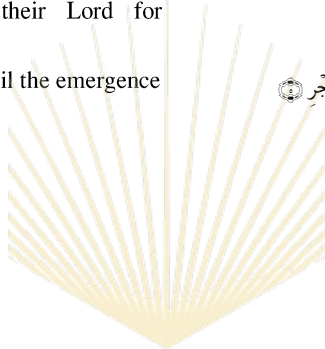 their Lord for
il the emergence
جْرِ